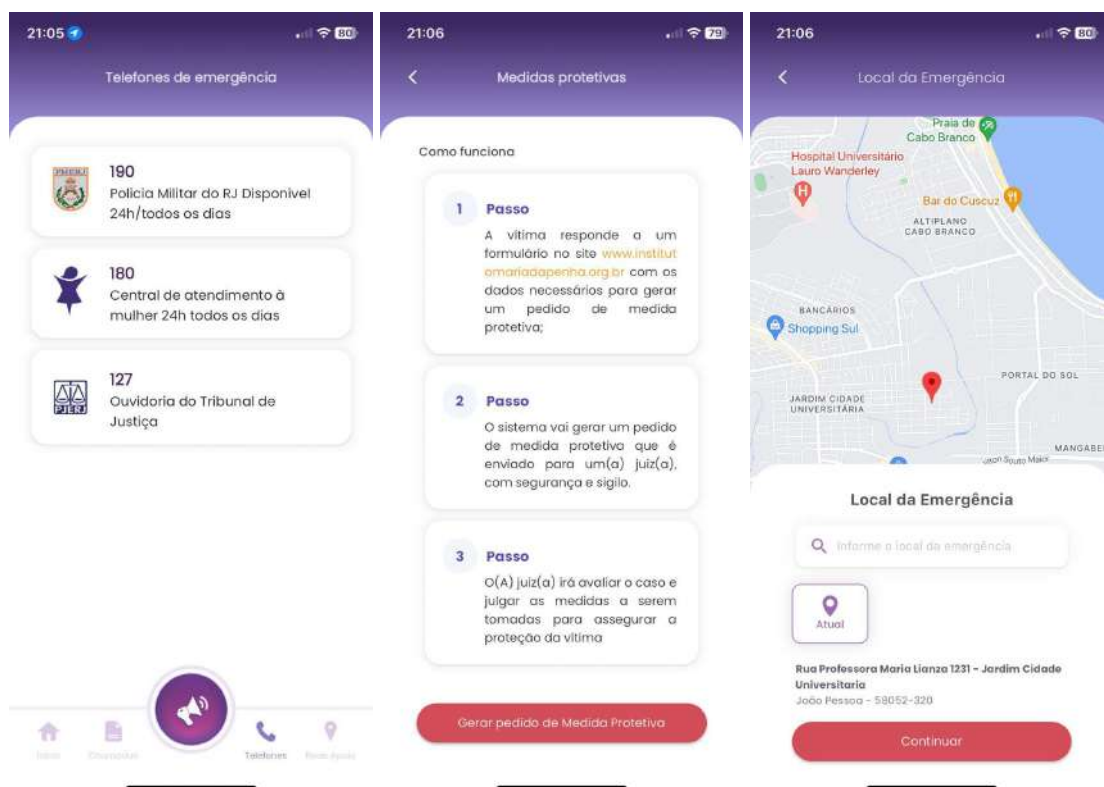 21:05
80
Telefones de emergência
PMERJ
190
Policia Militar do RJ Disponivel
24h/todos os dias
180
Central de atendimento à
mulher 24h todos os dias
PJERJ
127
Ouvidoria do Tribunal de
Justiça
Início
Telefones
Rede Apoio
21:06
79
Medidas protetivas
Como funciona
1 Passo
A vítima responde a um
formulário no site www.institut
omariadapenha.org.br com os
dados necessários para gerar
um pedido de medida
protetiva;
2 Passo
O sistema vai gerar um pedido
de medida protetiva que é
enviado para um(a) juiz(a),
com segurança e sigilo.
3 Passo
O(A) juiz(a) irá avaliar o caso e
julgar as medidas a serem
tomadas para assegurar a
proteção da vítima
Gerar pedido de Medida Protetiva
21:06
80
Local da Emergência
Praia de
Cabo Branco
Hospital Universitário
Lauro Wanderley
H
Bar do Cuscuz
ALTIPLANO
CABO BRANCO
BANCÁRIOS
Shopping Sul
PORTAL DO SOL
JARDIM CIDADE
UNIVERSITÁRIA
MANGABEI
Souto Maior
Local da Emergência
Informe o local da emergência
Atual
Rua Professora Maria Lianza 1231 - Jardim Cidade
Universitaria
João Pessoa - 58052-320
Continuar